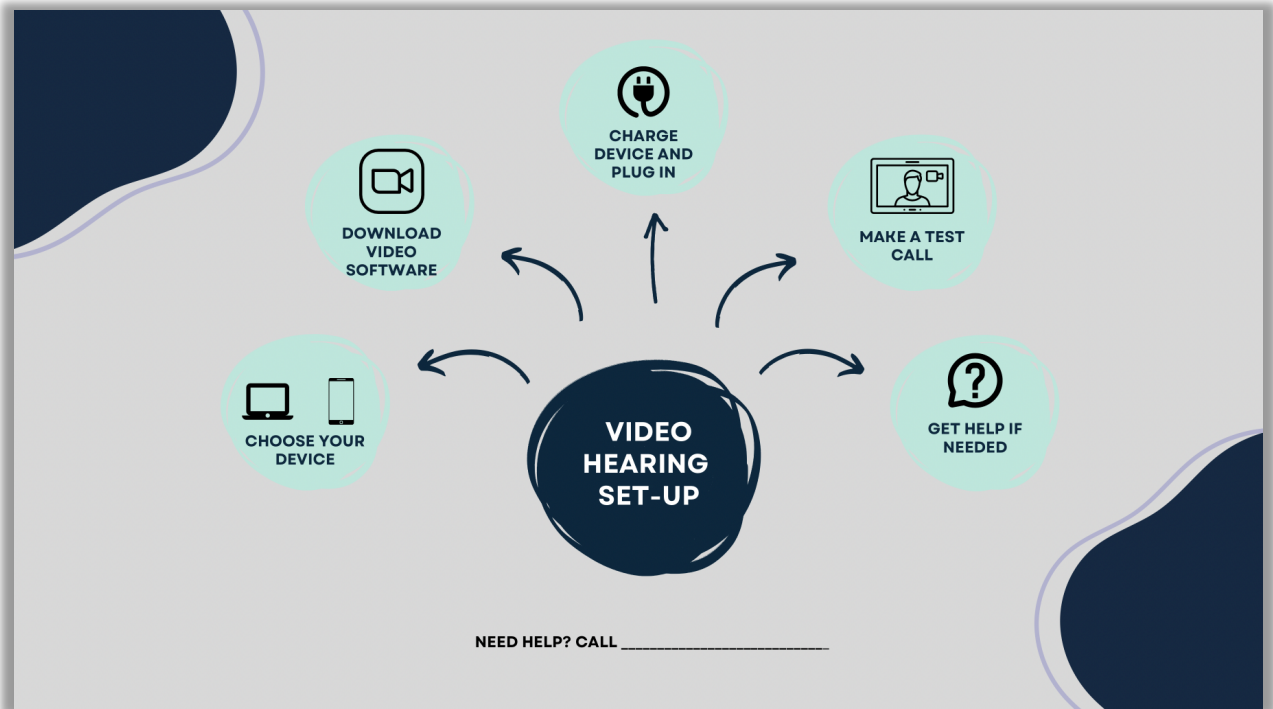 CHARGE
DEVICE AND
PLUG IN
DOWNLOAD
VIDEO
SOFTWARE
MAKE A TEST
CALL
CHOOSE YOUR
DEVICE
GET HELP IF
NEEDED
VIDEO
HEARING
SET-UP
NEED HELP? CALL ___________________________